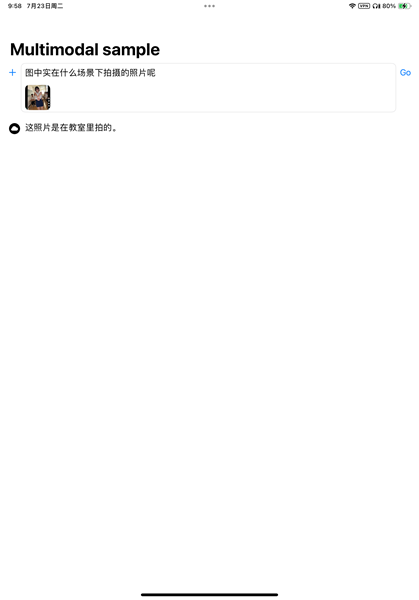 9:58 7月23日周二
VPN 80%
Multimodal sample
图中实在什么场景下拍摄的照片呢
Go
这照片是在教室里拍的。